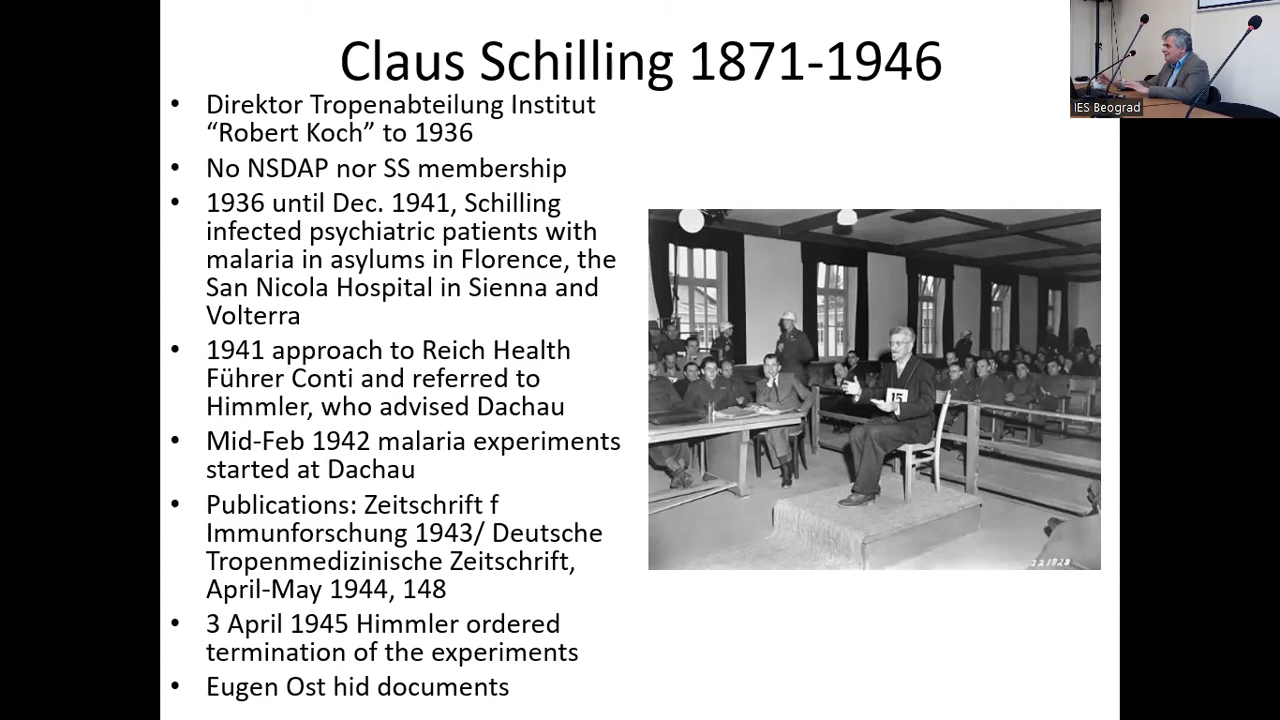 Claus Schilling 1871-1946
• Direktor Tropenabteilung Institut
“Robert Koch” to 1936
• No NSDAP nor SS membership
• 1936 until Dec. 1941, Schilling
infected psychiatric patients with
malaria in asylums in Florence, the
San Nicola Hospital in Sienna and
Volterra
• 1941 approach to Reich Health
Führer Conti and referred to
Himmler, who advised Dachau
• Mid-Feb 1942 malaria experiments
started at Dachau
• Publications: Zeitschrift f
Immunforschung 1943/ Deutsche
Tropenmedizinische Zeitschrift,
April-May 1944, 148
• 3 April 1945 Himmler ordered
termination of the experiments
• Eugen Ost hid documents
IES Beograd
15